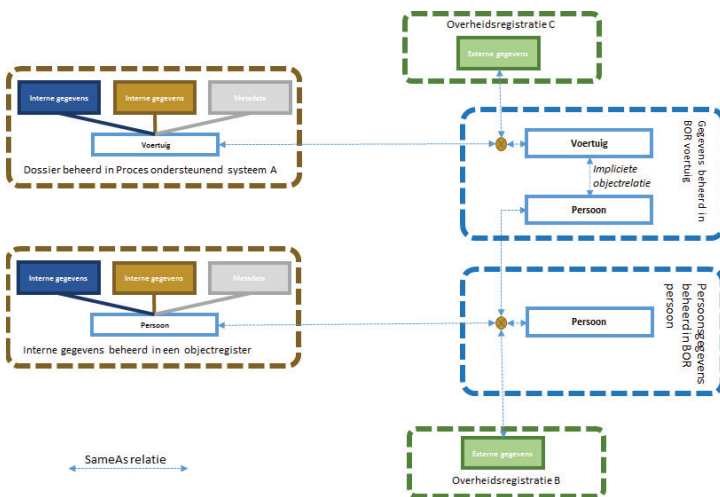 Overheidsregistratie C
Externe gegevens
Interne gegevens
Interne gegevens
Metadata
Voertuig
Dossier beheerd in Proces ondersteunend systeem A
Voertuig
Impliciete
objectrelatie
Persoon
Gegevens beheerd in
BOR voertuig
Interne gegevens
Interne gegevens
Metadata
Persoon
Interne gegevens beheerd in een objectregister
Persoon
Persoonsgegevens
beheerd in BOR
persoon
SameAs relatie
Externe gegevens
Overheidsregistratie B